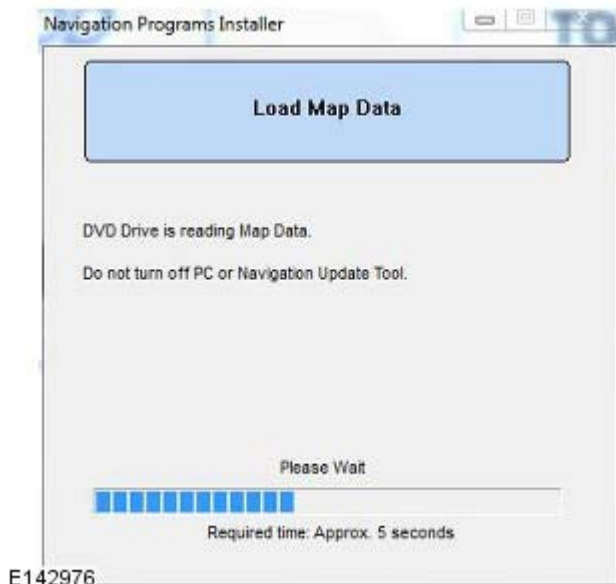 Navigation Programs Installer
Load Map Data
DVD Drive is reading Map Data.
Do not turn off PC or Navigation Update Tool.
Please Wait
Required time: Approx. 5 seconds
E142976